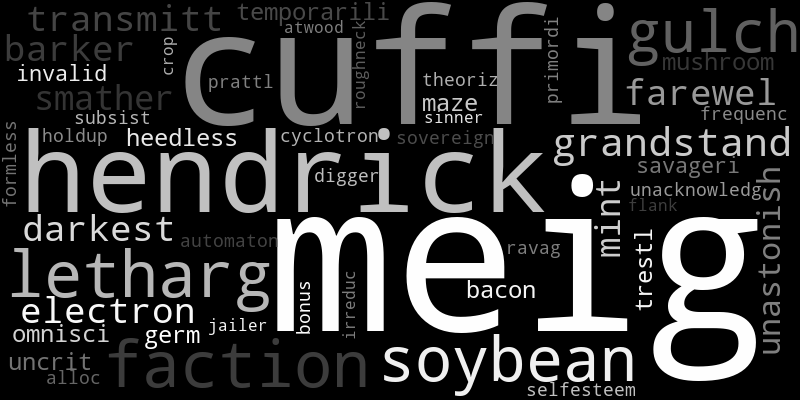 transmitt
temporarili
cuffi
gulch
barker
atwood
roughneck
primordi
crop
mushroom
invalid
prattl
theoriz
smather
farewel
maze
frequenc
subsist
sinner
formless
holdup
heedless
cyclotron
sovereign
grandstand
hendrick
savageri
digger
unacknowledg
meig
mint
flank
unastonish
darkest
automaton
ravag
trestl
letharg
bacon
bonus
irreduc
electron
jailer
omnisci
germ
soybean
faction
uncrit
alloc
selfesteem